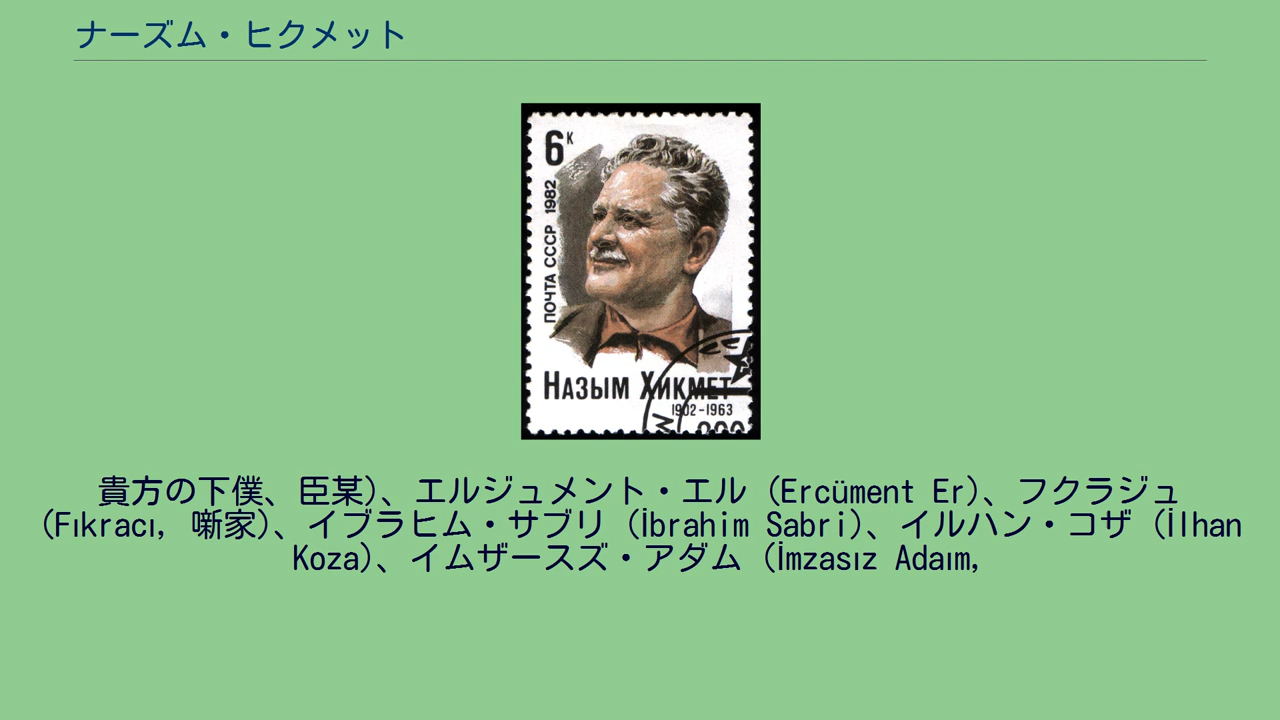 ナーズム・ヒクメット
6к
ПОЧТА СССР 1982
НАЗЫМ ХИКМЕТ
1902-1963
貴方の下僕、臣某)、エルジュメント・エル (Ercüment Er)、フクラジュ
(Fıkracı, 噺家)、イブラヒム・サブリ (İbrahim Sabri)、イルハン・コザ (İlhan
Koza)、イムザースズ・アダム (İmzasız Adaım,